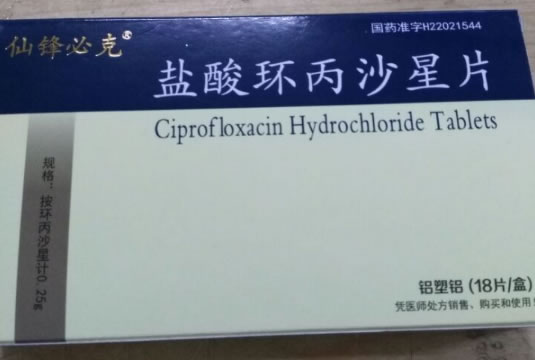 仙锋必克®
国药准字H22021544
盐酸环丙沙星片
Ciprofloxacin Hydrochloride Tablets
规格：按环丙沙星计0.25g
铝塑铝(18片/盒)
凭医师处方销售、购买和使用